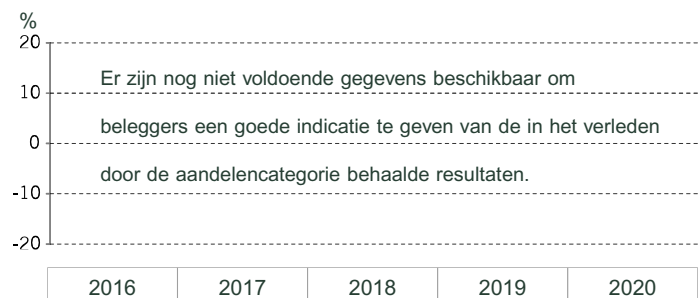 %
20
Er zijn nog niet voldoende gegevens beschikbaar om
10
beleggers een goede indicatie te geven van de in het verleden
0
door de aandelencategorie behaalde resultaten.
-10
-20
2016 2017 2018 2019 2020